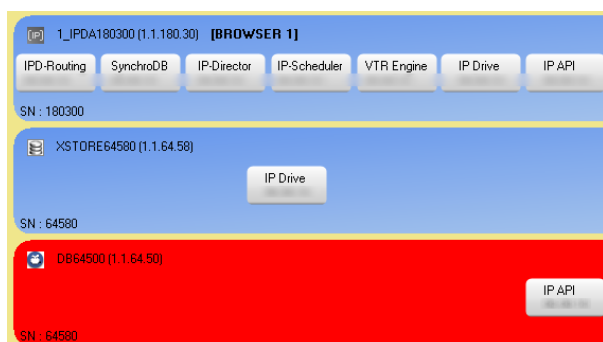 1_IPDA180300 (1.1.180.30) [BROWSER 1]
IPD-Routing SynchroDB IP-Director IP-Scheduler VTR Engine IP Drive IP API
SN : 180300
XSTORE64580 (1.1.64.58)
IP Drive
SN : 64580
DB64500 (1.1.64.50)
IP API
SN : 64580